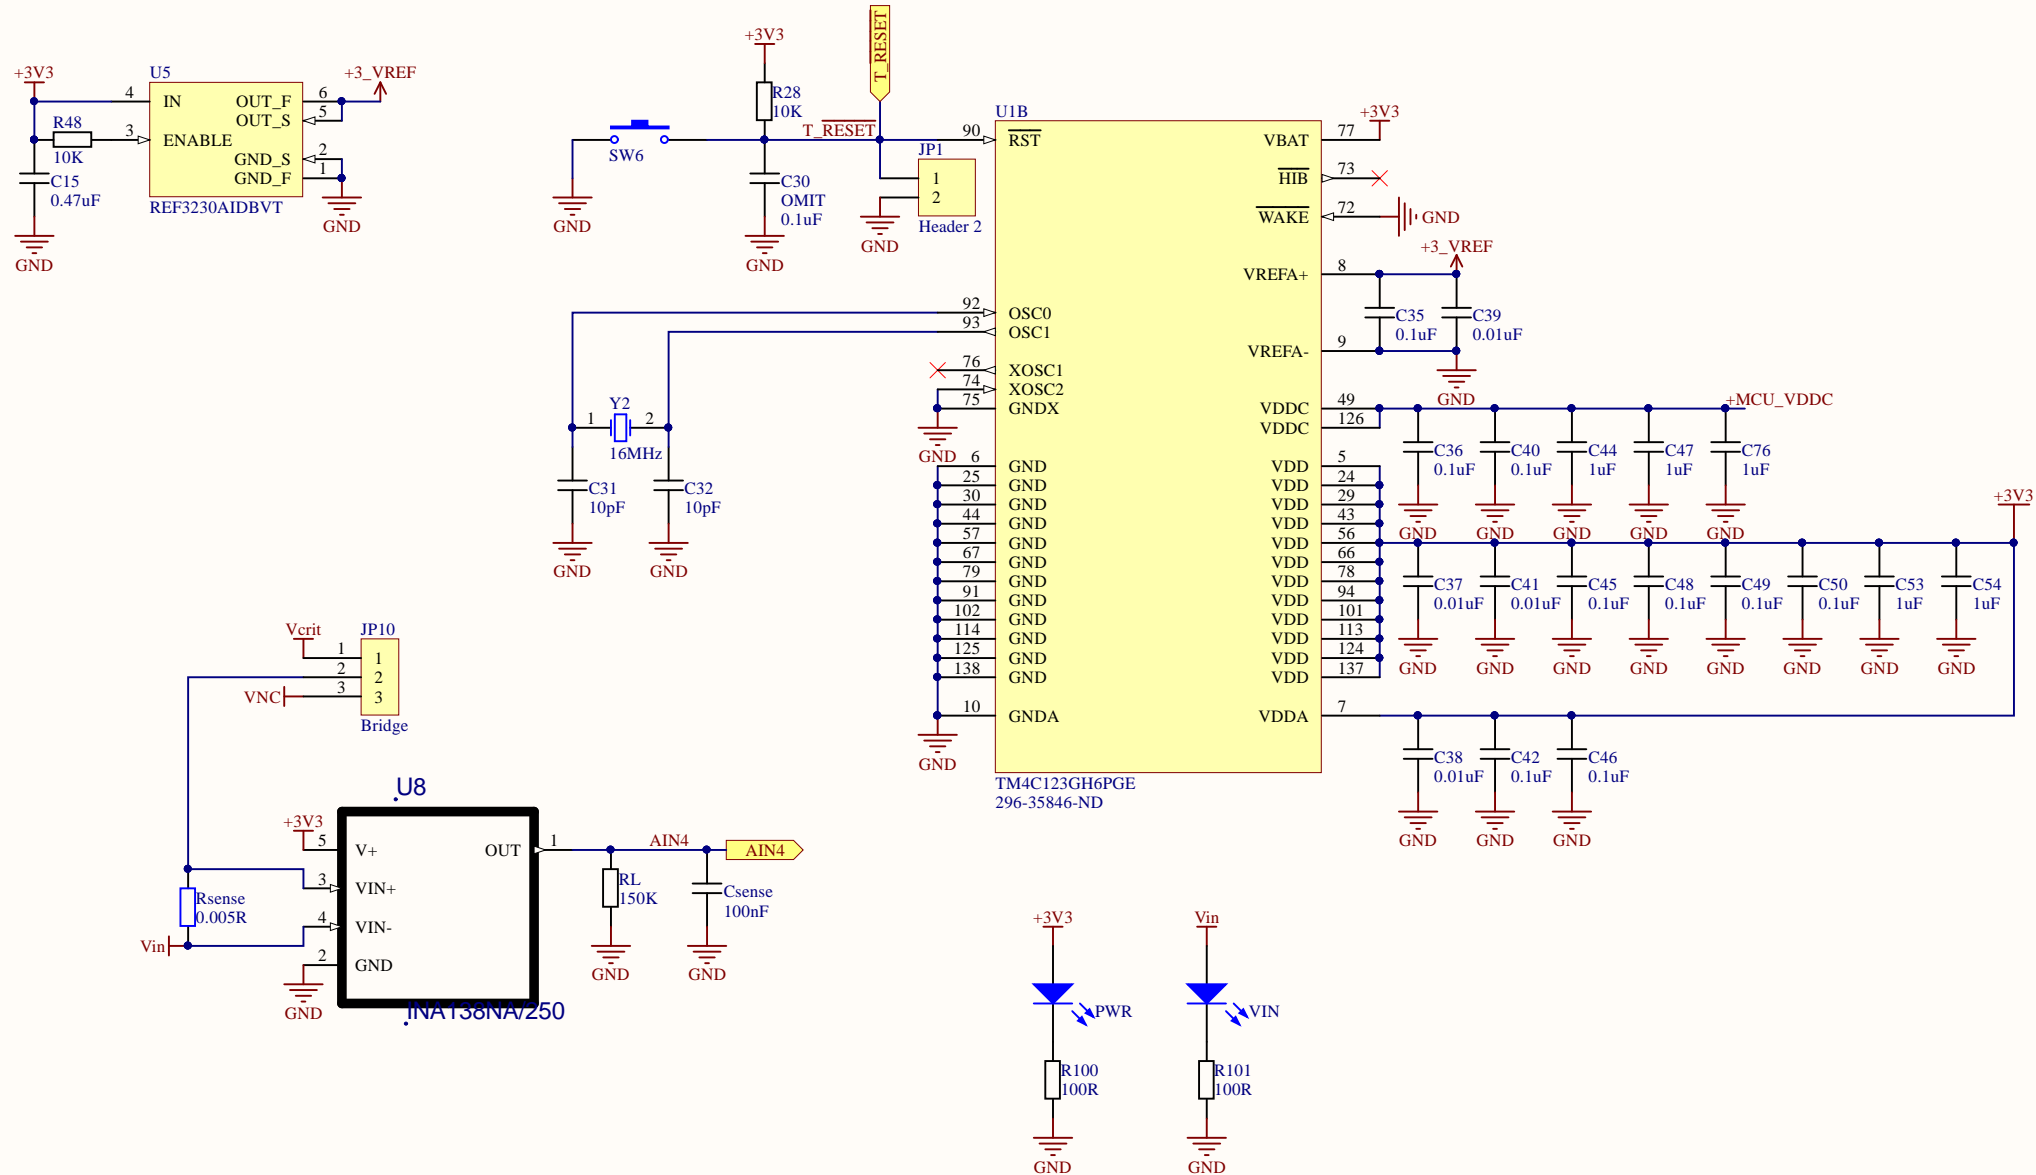 +3V3
U5
+3_VREF
4
IN
OUT_F
6
OUT_S
5
R48
10K
3
ENABLE
GND_S
2
GND_F
1
C15
0.47uF
REF3230AIDBVT
GND
GND
+3V3
T_RESET
R28
10K
T_RESET
SW6
C30
OMIT
0.1uF
JP1
1
2
Header 2
GND
GND
GND
U1B
90
RST
92
OSC0
93
OSC1
76
XOSC1
74
XOSC2
75
GNDX
GND
6
GND
25
GND
30
GND
44
GND
57
GND
67
GND
79
GND
91
GND
102
GND
114
GND
125
GND
138
GND
10
GNDA
GND
TM4C123GH6PGE
296-35846-ND
VBAT
77
+3V3
HIB
73
WAKE
72
GND
+3_VREF
VREFA+
8
C35
0.1uF
C39
0.01uF
VREFA-
9
GND
VDDC
49
VDDC
126
+MCU_VDDC
C36
0.1uF
C40
0.1uF
C44
1uF
C47
1uF
C76
1uF
GND
GND
GND
GND
GND
+3V3
VDD
5
VDD
24
VDD
29
VDD
43
VDD
56
VDD
66
VDD
78
VDD
94
VDD
101
VDD
113
VDD
124
VDD
137
C37
0.01uF
C41
0.01uF
C45
0.1uF
C48
0.1uF
C49
0.1uF
C50
0.1uF
C53
1uF
C54
1uF
GND
GND
GND
GND
GND
GND
GND
GND
VDDA
7
C38
0.01uF
C42
0.1uF
C46
0.1uF
GND
GND
GND
Y2
1
2
16MHz
C31
10pF
C32
10pF
GND
GND
Vcrit
JP10
1
1
2
2
VNC
3
3
Bridge
U8
+3V3
5
V+
OUT
1
AIN4
AIN4
3
VIN+
4
VIN-
2
GND
Rsense
0.005R
Vin
GND
INA138NA/250
RL
150K
Csense
100nF
GND
GND
+3V3
PWR
R100
100R
GND
Vin
VIN
R101
100R
GND